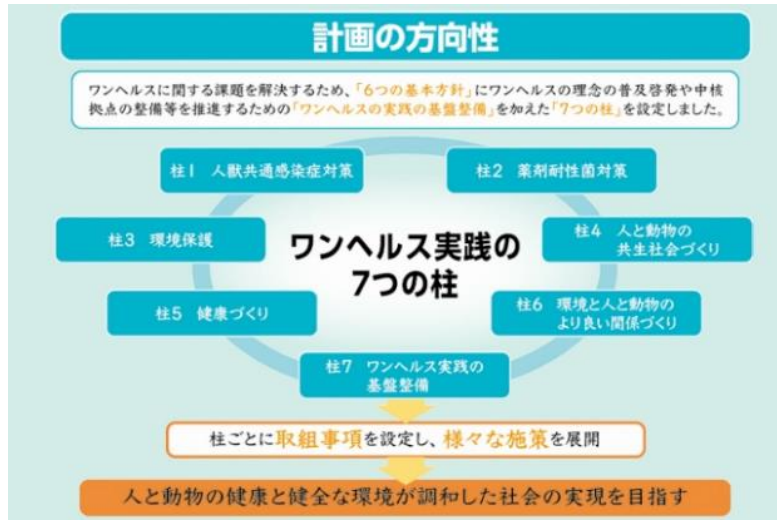 計画の方向性
ワンヘルスに関する課題を解決するため、「6つの基本方針」にワンヘルスの理念の普及啓発や中核
拠点の整備等を推進するための「ワンヘルスの実践の基盤整備」を加えた「7つの柱」を設定しました。
柱1 人獣共通感染症対策
柱2 薬剤耐性菌対策
柱3 環境保護
柱4 人と動物の
共生社会づくり
ワンヘルス実践の
7つの柱
柱5 健康づくり
柱6 環境と人と動物の
より良い関係づくり
柱7 ワンヘルス実践の
基盤整備
柱ごとに取組事項を設定し、様々な施策を展開
人と動物の健康と健全な環境が調和した社会の実現を目指す